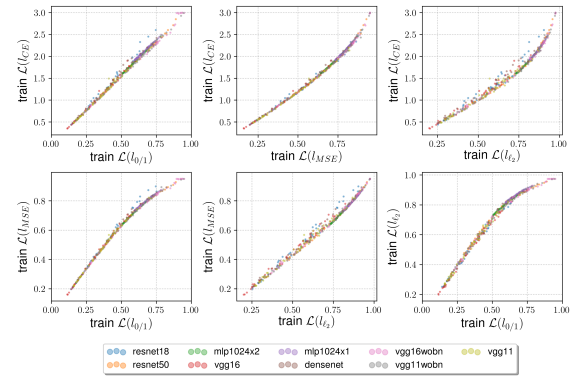 3.0 3.0 3.0
2.5 2.5 2.5
2.0 2.0 2.0
1.5 1.5 1.5
1.0 1.0 1.0
0.5 0.5 0.5
train L(l_CE) train L(l_CE) train L(l_CE)
0.00 0.25 0.50 0.75 1.00 0.25 0.50 0.75 0.2 0.4 0.6 0.8 1.0
train L(l_0/1) train L(l_MSE) train L(l_ℓ2)
0.8 0.8 1.0
0.6 0.6 0.8
0.4 0.4 0.6
0.2 0.2 0.4
0.2
train L(l_MSE) train L(l_MSE) train L(l_ℓ2)
0.00 0.25 0.50 0.75 1.00 0.00 0.25 0.50 0.75 1.00 0.00 0.25 0.50 0.75 1.00
train L(l_0/1) train L(l_ℓ2) train L(l_0/1)
resnet18 mlp1024x2 mlp1024x1 vgg16wobn vgg11
resnet50 vgg16 densenet vgg11wobn